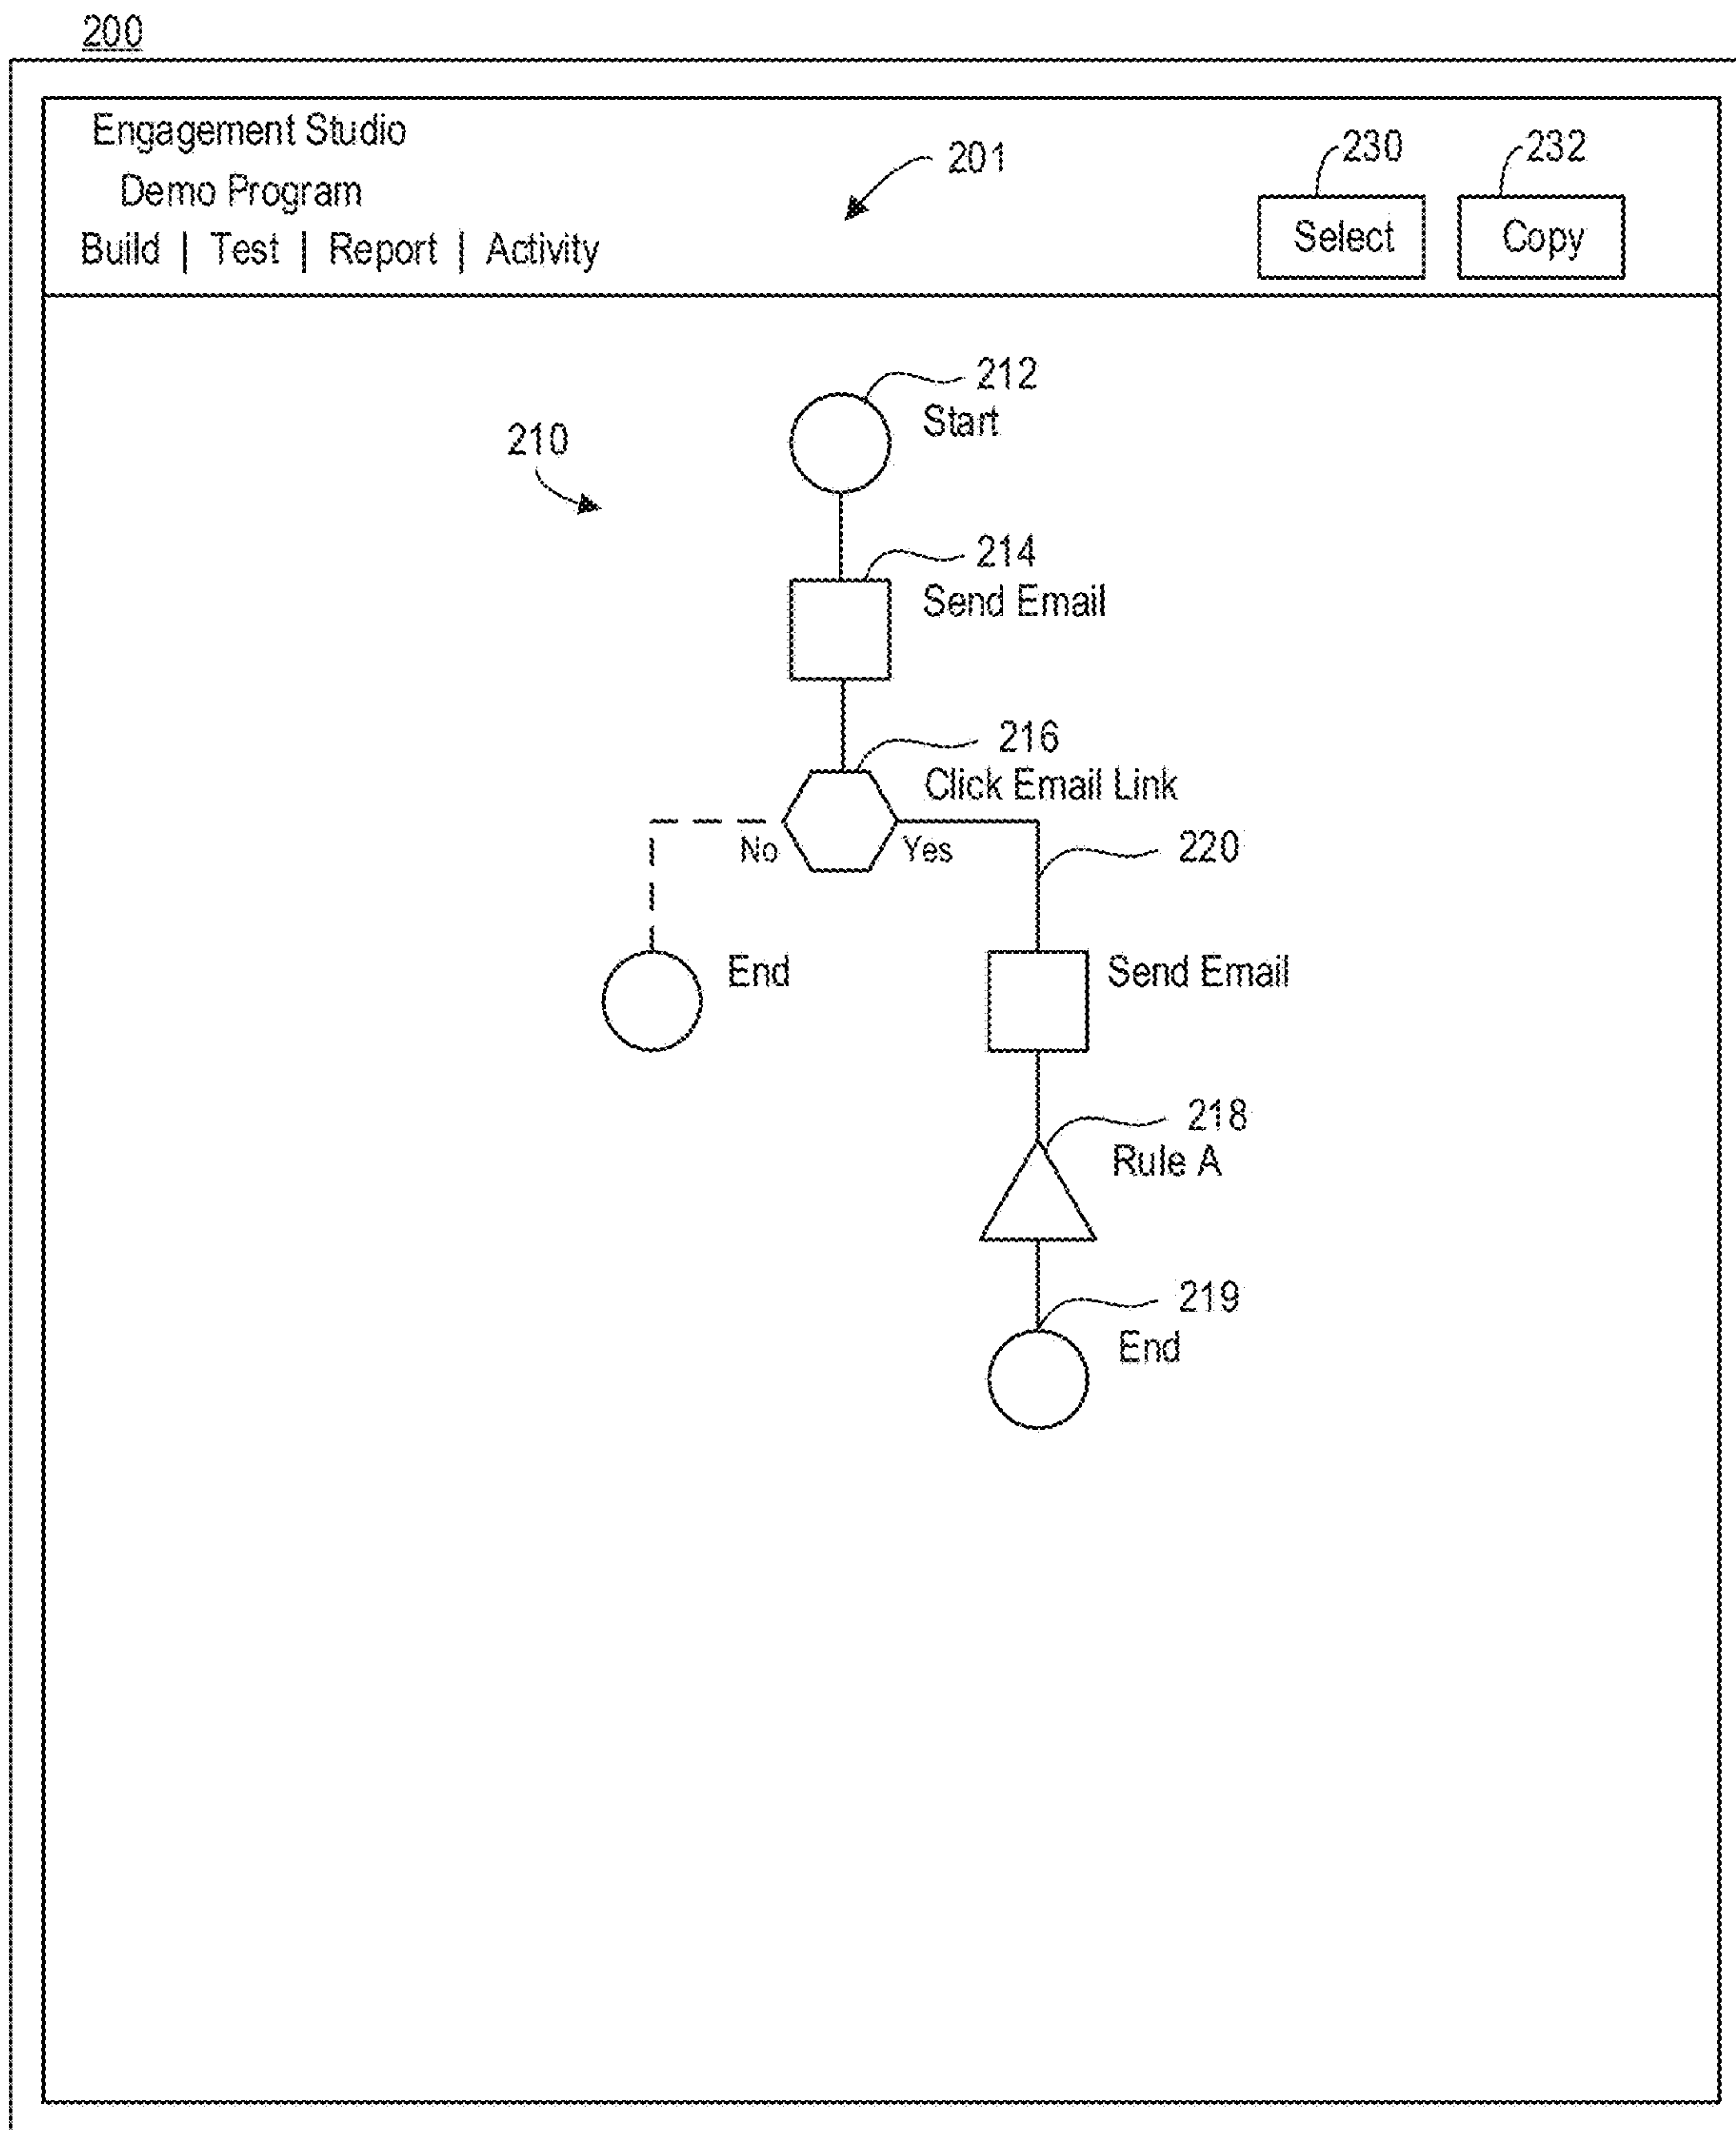 200
Engagement Studio
Demo Program
Build | Test | Report | Activity
201
230
232
Select
Copy
212
Start
210
214
Send Email
216
Click Email Link
No
Yes
220
End
Send Email
218
Rule A
219
End